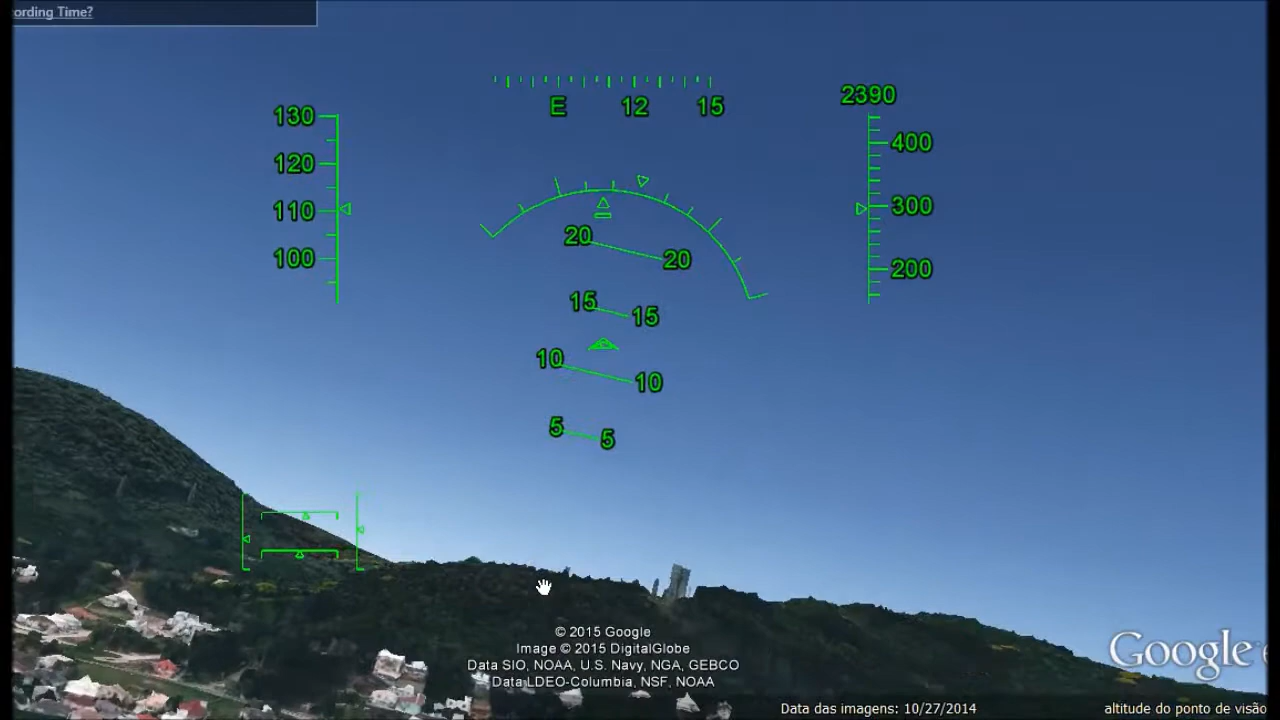 ording Time?
E 12 15
2390
130
120
110
100
400
300
200
20 20
15 15
10 10
5 5
© 2015 Google
Image © 2015 DigitalGlobe
Data SIO, NOAA, U.S. Navy, NGA, GEBCO
Data LDEO-Columbia, NSF, NOAA
Google
Data das imagens: 10/27/2014 altitude do ponto de visão